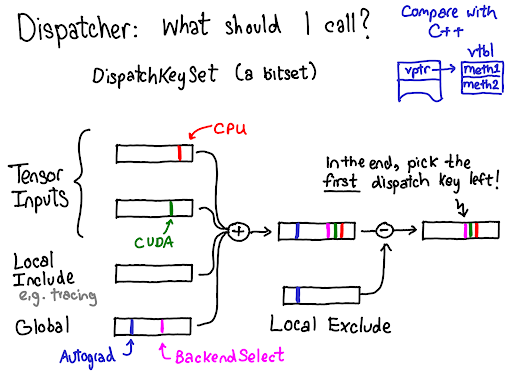 Dispatcher: What should I call?
DispatchKeySet (a bitset)
Compare with
C++
vtbl
vptr
meth1
meth2
CPU
Tensor
Inputs
CUDA
In the end, pick the
first dispatch key left!
+
-
Local
Include
e.g. tracing
Global
Local Exclude
Autograd
BackendSelect